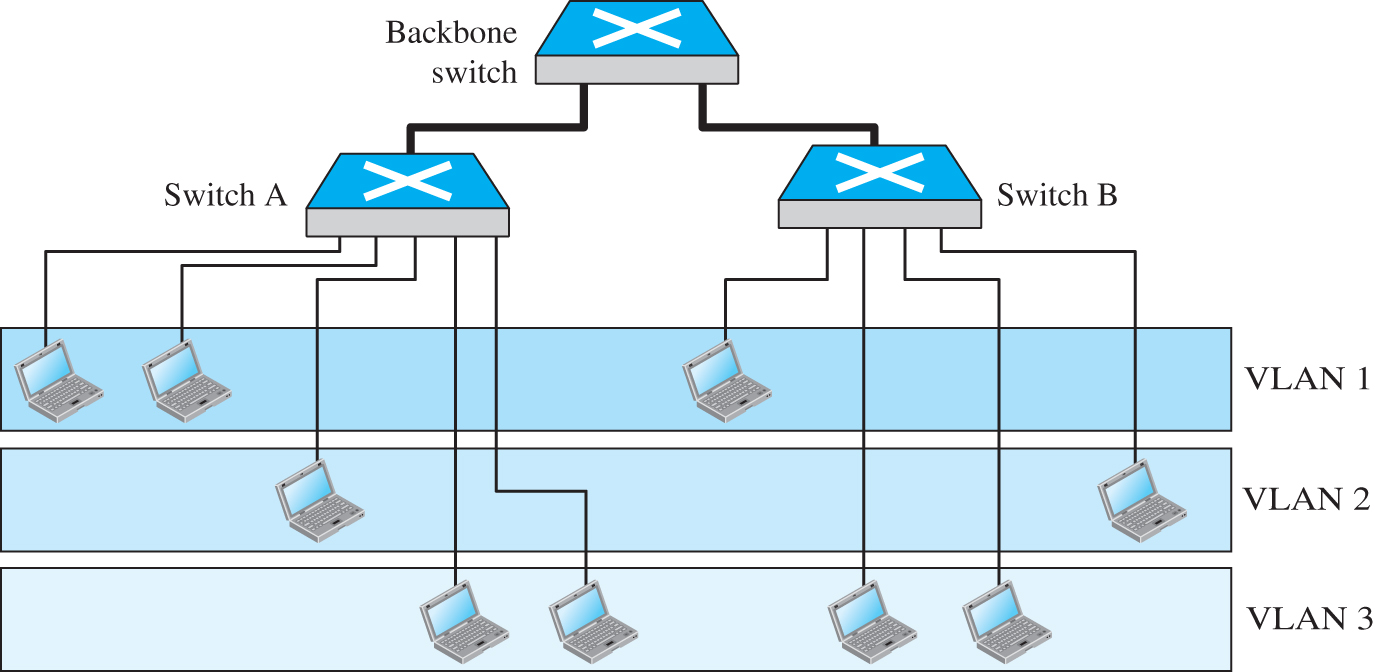 Backbone
switch
Switch A
Switch B
VLAN 1
VLAN 2
VLAN 3